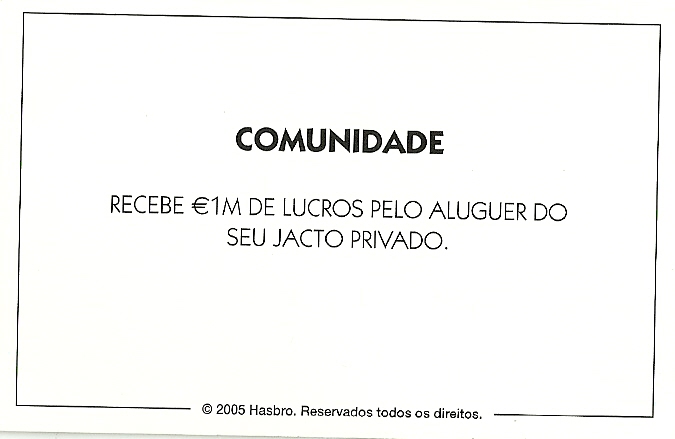 COMUNIDADE
RECEBE €1M DE LUCROS PELO ALUGUER DO
SEU JACTO PRIVADO.
© 2005 Hasbro. Reservados todos os direitos.